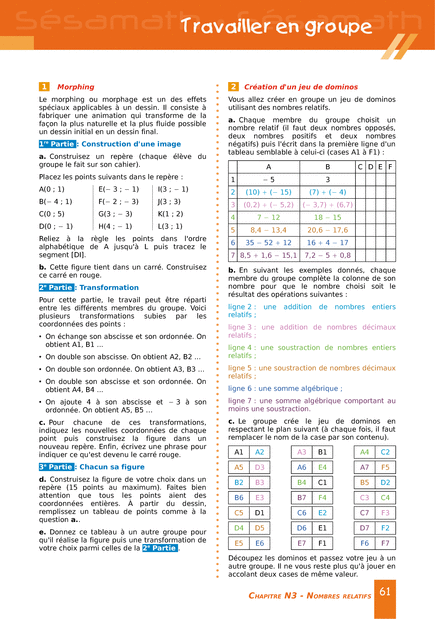 Sésamath
Sésamath
Travailler en groupe
1 Morphing
Le morphing ou morphage est un des effets
spéciaux applicables à un dessin. Il consiste à
fabriquer une animation qui transforme de la
façon la plus naturelle et la plus fluide possible
un dessin initial en un dessin final.
1re Partie : Construction d'une image
a. Construisez un repère (chaque élève du
groupe le fait sur son cahier).
Placez les points suivants dans le repère :
A(0 ; 1) E(− 3 ; − 1) I(3 ; − 1)
B(− 4 ; 1) F(− 2 ; − 3) J(3 ; 3)
C(0 ; 5) G(3 ; − 3) K(1 ; 2)
D(0 ; − 1) H(4 ; − 1) L(3 ; 1)
Reliez à la règle les points dans l'ordre
alphabétique de A jusqu'à L puis tracez le
segment [DI].
b. Cette figure tient dans un carré. Construisez
ce carré en rouge.
2e Partie : Transformation
Pour cette partie, le travail peut être réparti
entre les différents membres du groupe. Voici
plusieurs transformations subies par les
coordonnées des points :
• On échange son abscisse et son ordonnée. On
obtient A1, B1 ...
• On double son abscisse. On obtient A2, B2 ...
• On double son ordonnée. On obtient A3, B3 ...
• On double son abscisse et son ordonnée. On
obtient A4, B4 ...
• On ajoute 4 à son abscisse et − 3 à son
ordonnée. On obtient A5, B5 ...
c. Pour chacune de ces transformations,
indiquez les nouvelles coordonnées de chaque
point puis construisez la figure dans un
nouveau repère. Enfin, écrivez une phrase pour
indiquer ce qu'est devenu le carré rouge.
3e Partie : Chacun sa figure
d. Construisez la figure de votre choix dans un
repère (15 points au maximum). Faites bien
attention que tous les points aient des
coordonnées entières. À partir du dessin,
remplissez un tableau de points comme à la
question a..
e. Donnez ce tableau à un autre groupe pour
qu'il réalise la figure puis une transformation de
votre choix parmi celles de la 2e Partie.
2 Création d'un jeu de dominos
Vous allez créer en groupe un jeu de dominos
utilisant des nombres relatifs.
a. Chaque membre du groupe choisit un
nombre relatif (il faut deux nombres opposés,
deux nombres positifs et deux nombres
négatifs) puis l'écrit dans la première ligne d'un
tableau semblable à celui-ci (cases A1 à F1) :
A B C D E F
1 − 5 3
2 (10) + (− 15) (7) + (− 4)
3 (0,2) + (− 5,2) (− 3,7) + (6,7)
4 7 − 12 18 − 15
5 8,4 − 13,4 20,6 − 17,6
6 35 − 52 + 12 16 + 4 − 17
7 8,5 + 1,6 − 15,1 7,2 − 5 + 0,8
b. En suivant les exemples donnés, chaque
membre du groupe complète la colonne de son
nombre pour que le nombre choisi soit le
résultat des opérations suivantes :
ligne 2 : une addition de nombres entiers
relatifs ;
ligne 3 : une addition de nombres décimaux
relatifs ;
ligne 4 : une soustraction de nombres entiers
relatifs ;
ligne 5 : une soustraction de nombres décimaux
relatifs ;
ligne 6 : une somme algébrique ;
ligne 7 : une somme algébrique comportant au
moins une soustraction.
c. Le groupe crée le jeu de dominos en
respectant le plan suivant (à chaque fois, il faut
remplacer le nom de la case par son contenu).
A1 A2 A3 B1 A4 C2
A5 D3 A6 E4 A7 F5
B2 B3 B4 C1 B5 D2
B6 E3 B7 F4 C3 C4
C5 D1 C6 E2 C7 F3
D4 D5 D6 E1 D7 F2
E5 E6 E7 F1 F6 F7
Découpez les dominos et passez votre jeu à un
autre groupe. Il ne vous reste plus qu'à jouer en
accolant deux cases de même valeur.
CHAPITRE N3 - NOMBRES RELATIFS 61